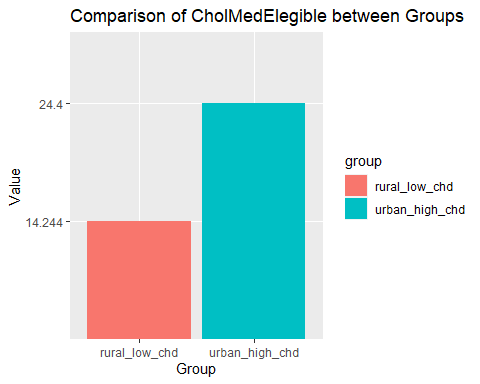 Comparison of CholMedElegible between Groups
Value
24.4
14.244
rural_low_chd
urban_high_chd
Group
group
rural_low_chd
urban_high_chd